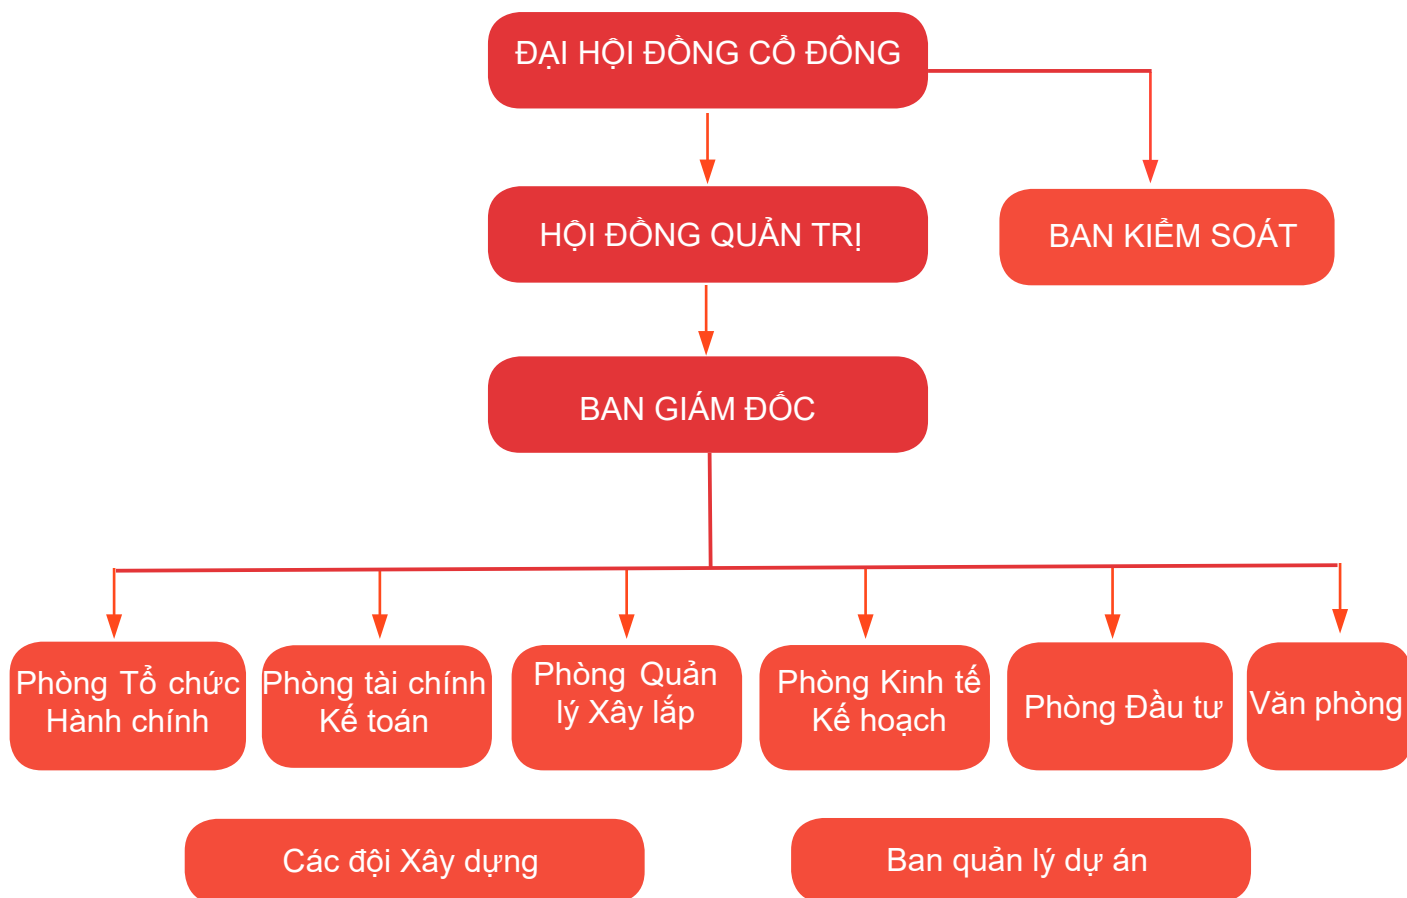 ĐẠI HỘI ĐỒNG CỔ ĐÔNG
HỘI ĐỒNG QUẢN TRỊ
BAN KIỂM SOÁT
BAN GIÁM ĐỐC
Phòng Tổ chức
Hành chính
Phòng tài chính
Kế toán
Phòng Quản
lý Xây lắp
Phòng Kinh tế
Kế hoạch
Phòng Đầu tư
Văn phòng
Các đội Xây dựng
Ban quản lý dự án